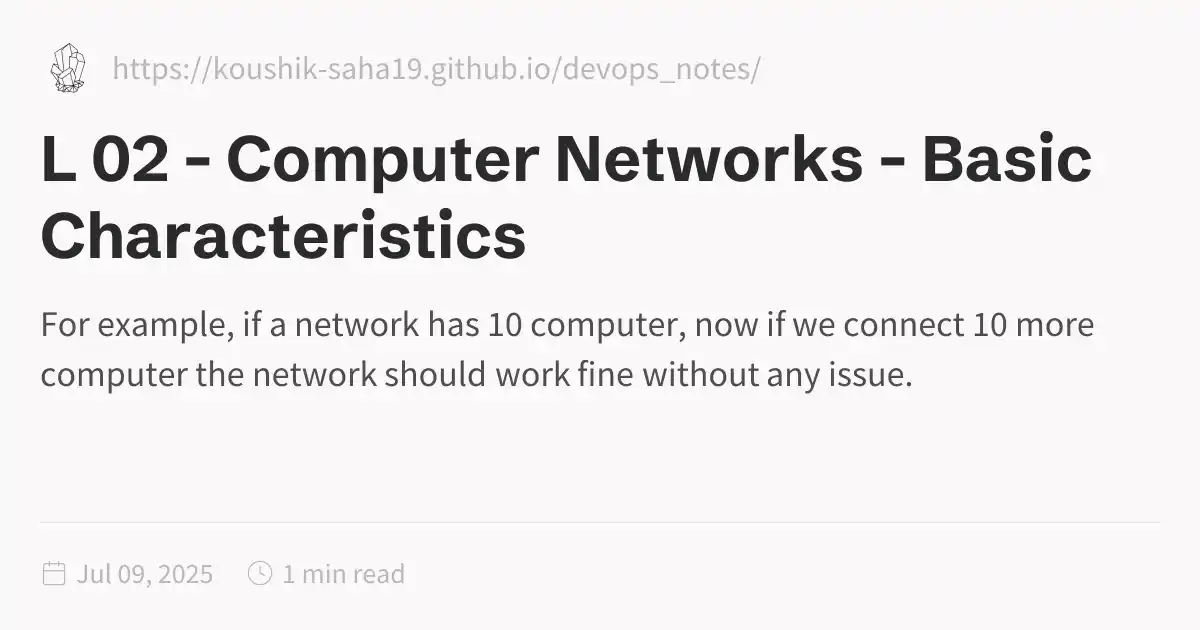 https://koushik-saha19.github.io/devops_notes/
L 02 - Computer Networks - Basic
Characteristics
For example, if a network has 10 computer, now if we connect 10 more
computer the network should work fine without any issue.
Jul 09, 2025 1 min read